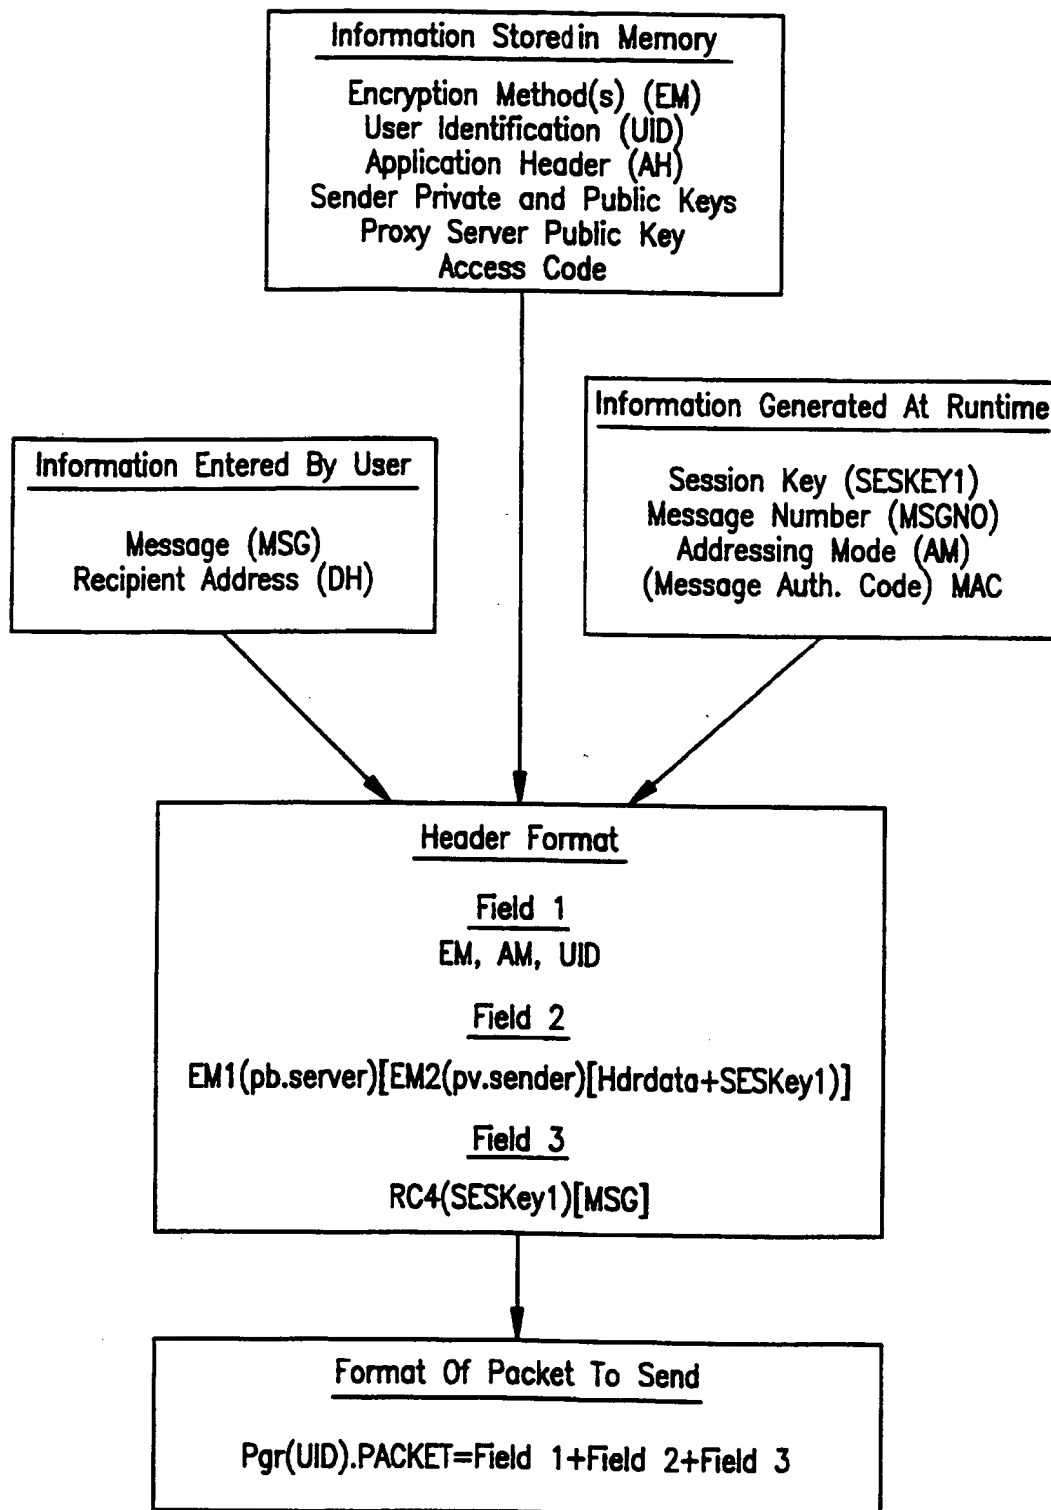 Information Stored in Memory
Encryption Method(s) (EM)
User Identification (UID)
Application Header (AH)
Sender Private and Public Keys
Proxy Server Public Key
Access Code
Information Entered By User
Message (MSG)
Recipient Address (DH)
Information Generated At Runtime
Session Key (SESKEY1)
Message Number (MSGNO)
Addressing Mode (AM)
(Message Auth. Code) MAC
Header Format
Field 1
EM, AM, UID
Field 2
EM1(pb.server)[EM2(pv.sender)[Hdrdata+SESKey1)]
Field 3
RC4(SESKey1)[MSG]
Format Of Packet To Send
Pgr(UID).PACKET=Field 1+Field 2+Field 3